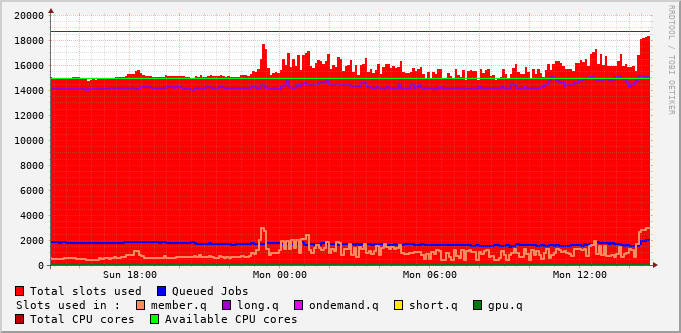 20000
18000
16000
14000
12000
10000
8000
6000
4000
2000
0
Sun 18:00 Mon 00:00 Mon 06:00 Mon 12:00
RRDTOOL / TOBI OETIKER
Total slots used Queued Jobs
Slots used in : member.q long.q ondemand.q short.q gpu.q
Total CPU cores Available CPU cores